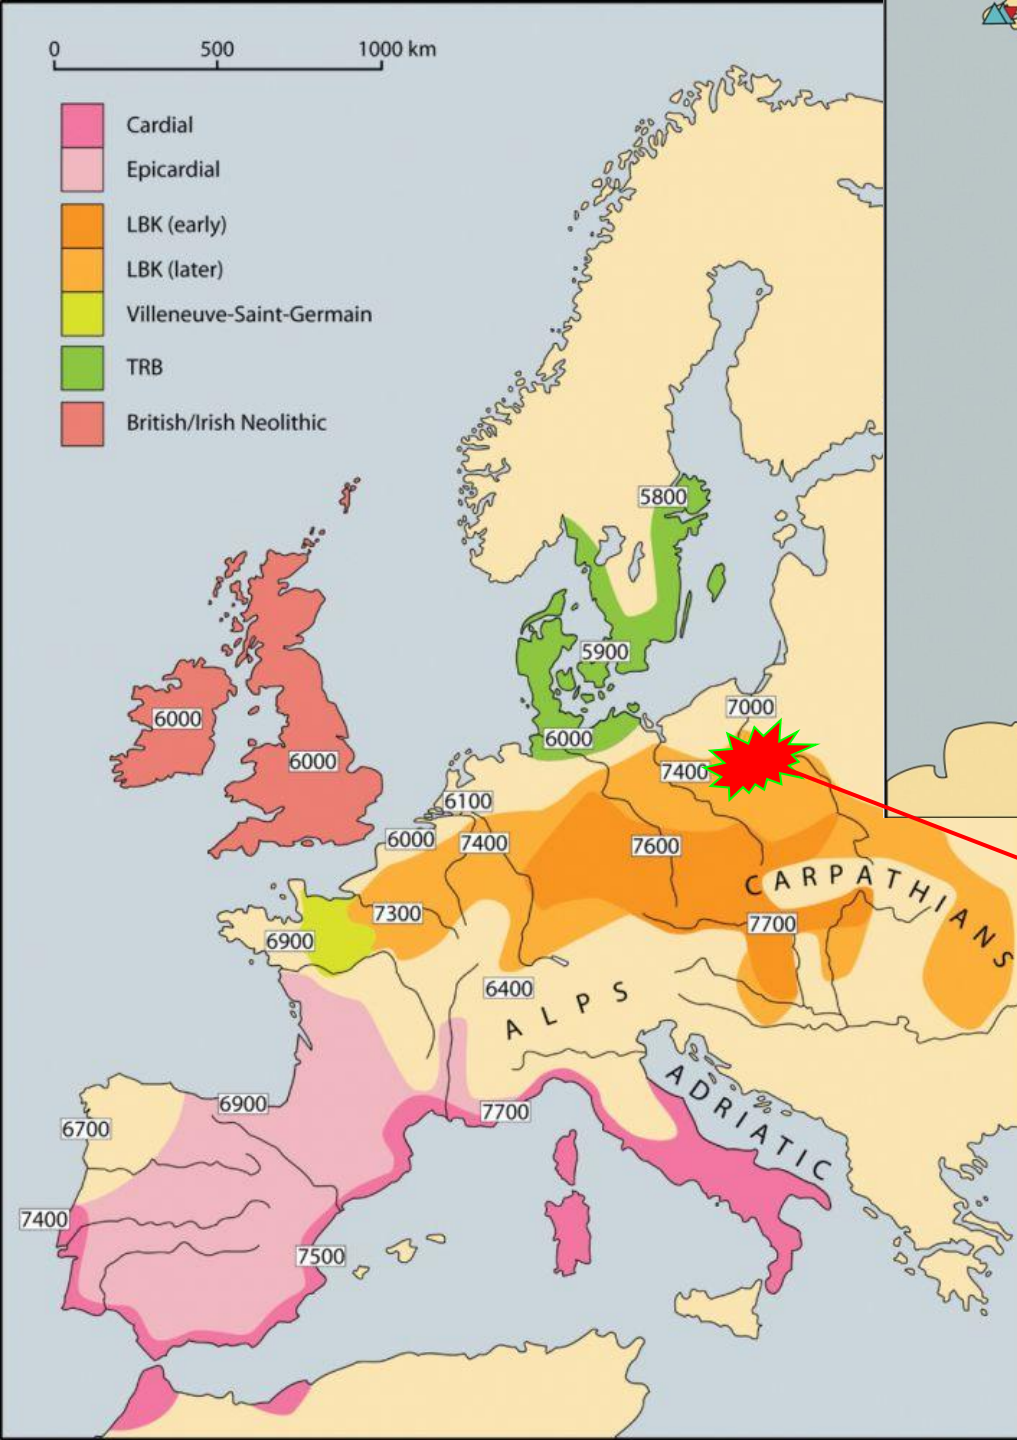 0 500 1000 km
Cardial
Epicardial
LBK (early)
LBK (later)
Villeneuve-Saint-Germain
TRB
British/Irish Neolithic
5800
5900
7000
6000
6000
6000
7400
6100
6000
7400
7600
CARPATHIANS
7300
7700
6900
6400
ALPS
ADRIATIC
6900
7700
6700
7400
7500